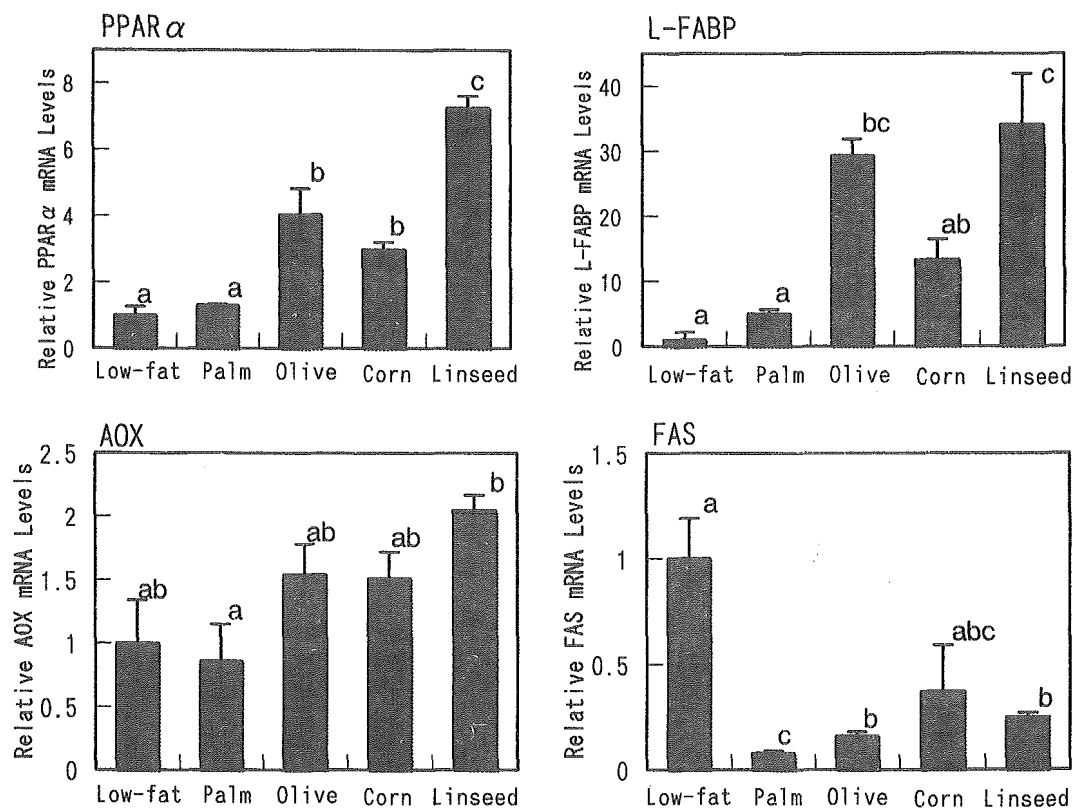 PPARα
Relative PPARα mRNA Levels
8
6
4
2
0
a
a
b
b
c
Low-fat Palm Olive Corn Linseed
L-FABP
Relative L-FABP mRNA Levels
40
30
20
10
0
a
a
bc
ab
c
Low-fat Palm Olive Corn Linseed
AOX
Relative AOX mRNA Levels
2.5
2
1.5
1
0.5
0
ab
a
ab
ab
b
Low-fat Palm Olive Corn Linseed
FAS
Relative FAS mRNA Levels
1.5
1
0.5
0
a
c
b
abc
b
Low-fat Palm Olive Corn Linseed